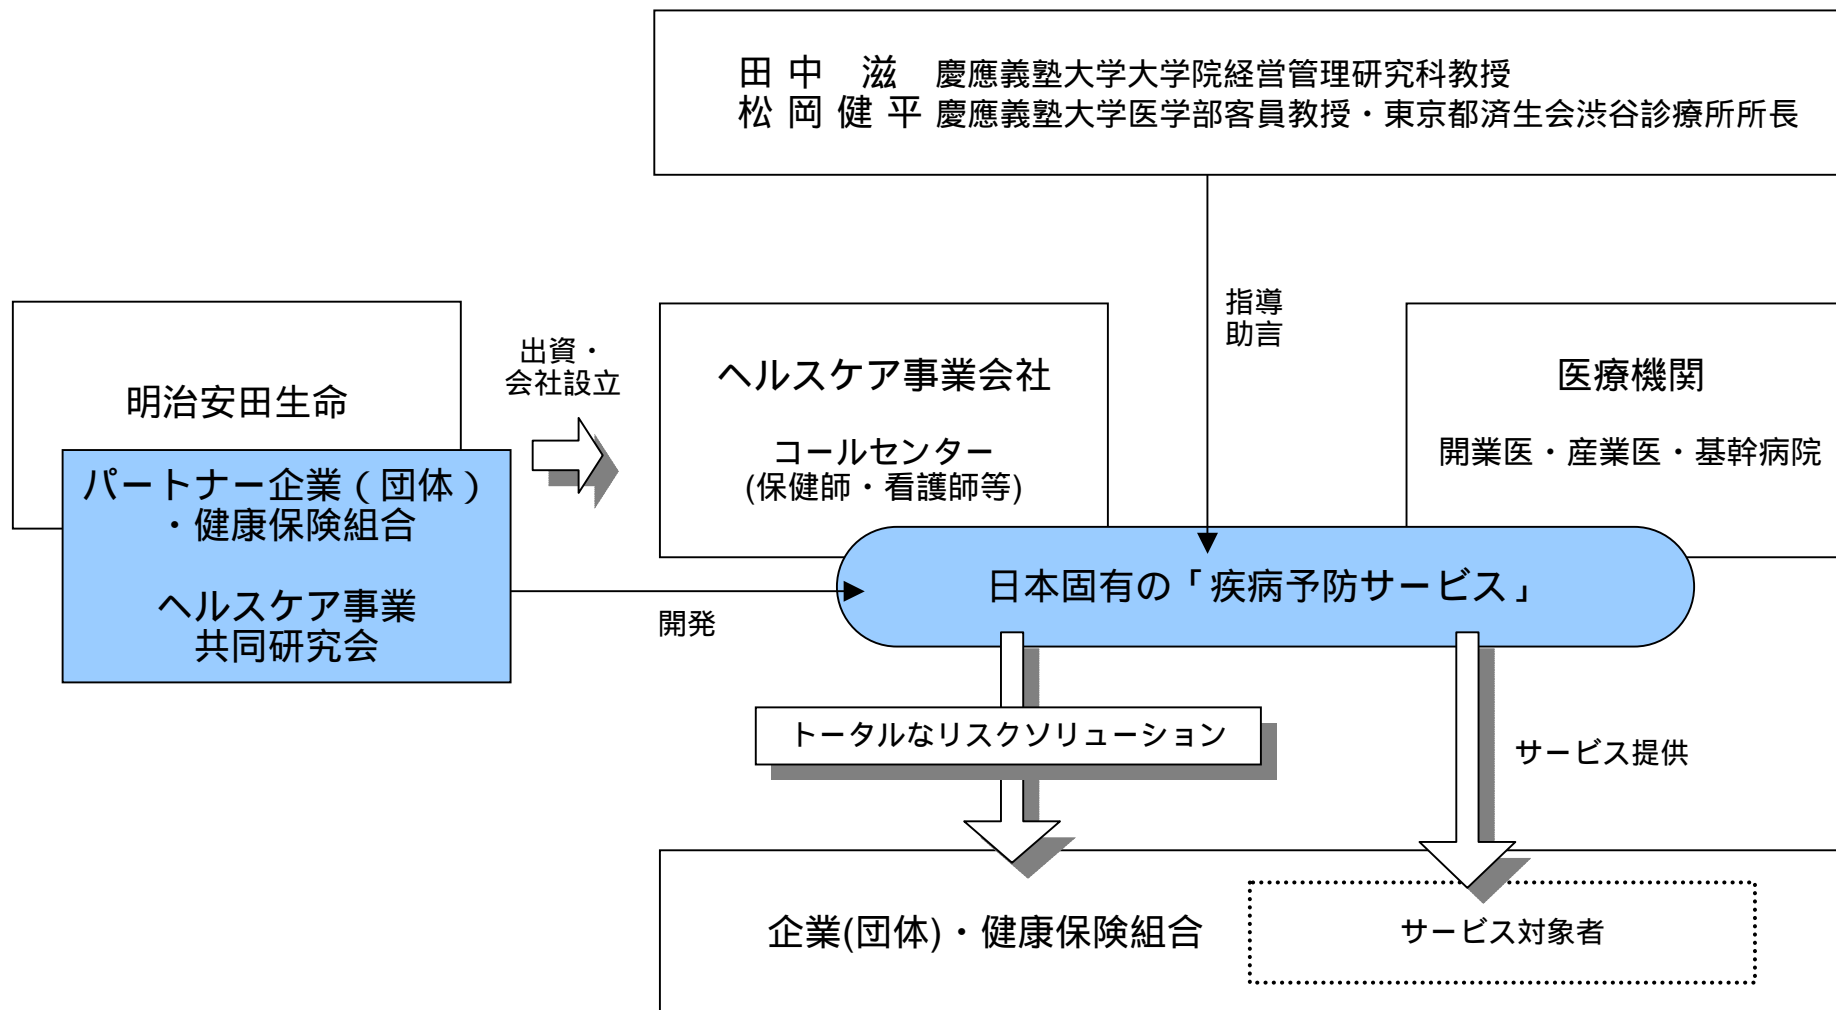 田中 滋 慶應義塾大学大学院経営管理研究科教授
松岡健平 慶應義塾大学医学部客員教授・東京都済生会渋谷診療所所長
指導
助言
明治安田生命
出資・
会社設立
ヘルスケア事業会社
コールセンター
(保健師・看護師等)
医療機関
開業医・産業医・基幹病院
パートナー企業（団体）
・健康保険組合
ヘルスケア事業
共同研究会
開発
日本固有の「疾病予防サービス」
トータルなリスクソリューション
サービス提供
企業(団体)・健康保険組合
サービス対象者